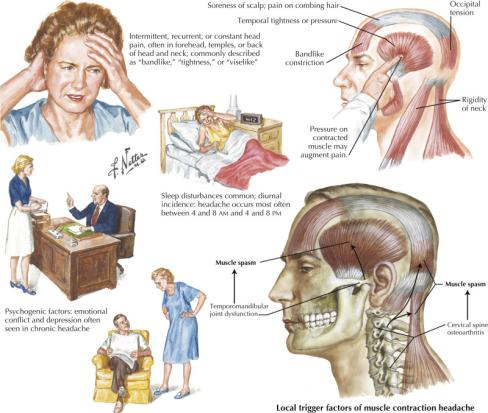 Soreness of scalp; pain on combing hair
Temporal tightness or pressure
Occipital
tension
Intermittent, recurrent, or constant head
pain, often in forehead, temples, or back
of head and neck; commonly described
as “bandlike,” “tightness,” or “viselike”
Bandlike
constriction
Rigidity
of neck
Pressure on
contracted
muscle may
augment pain.
F. Netter
M.D.
Sleep disturbances common; diurnal
incidence: headache occurs most often
between 4 and 8 AM and 4 and 8 PM
Psychogenic factors: emotional
conflict and depression often
seen in chronic headache
Muscle spasm
Temporomandibular
joint dysfunction
Muscle spasm
Cervical spine
osteoarthritis
Local trigger factors of muscle contraction headache